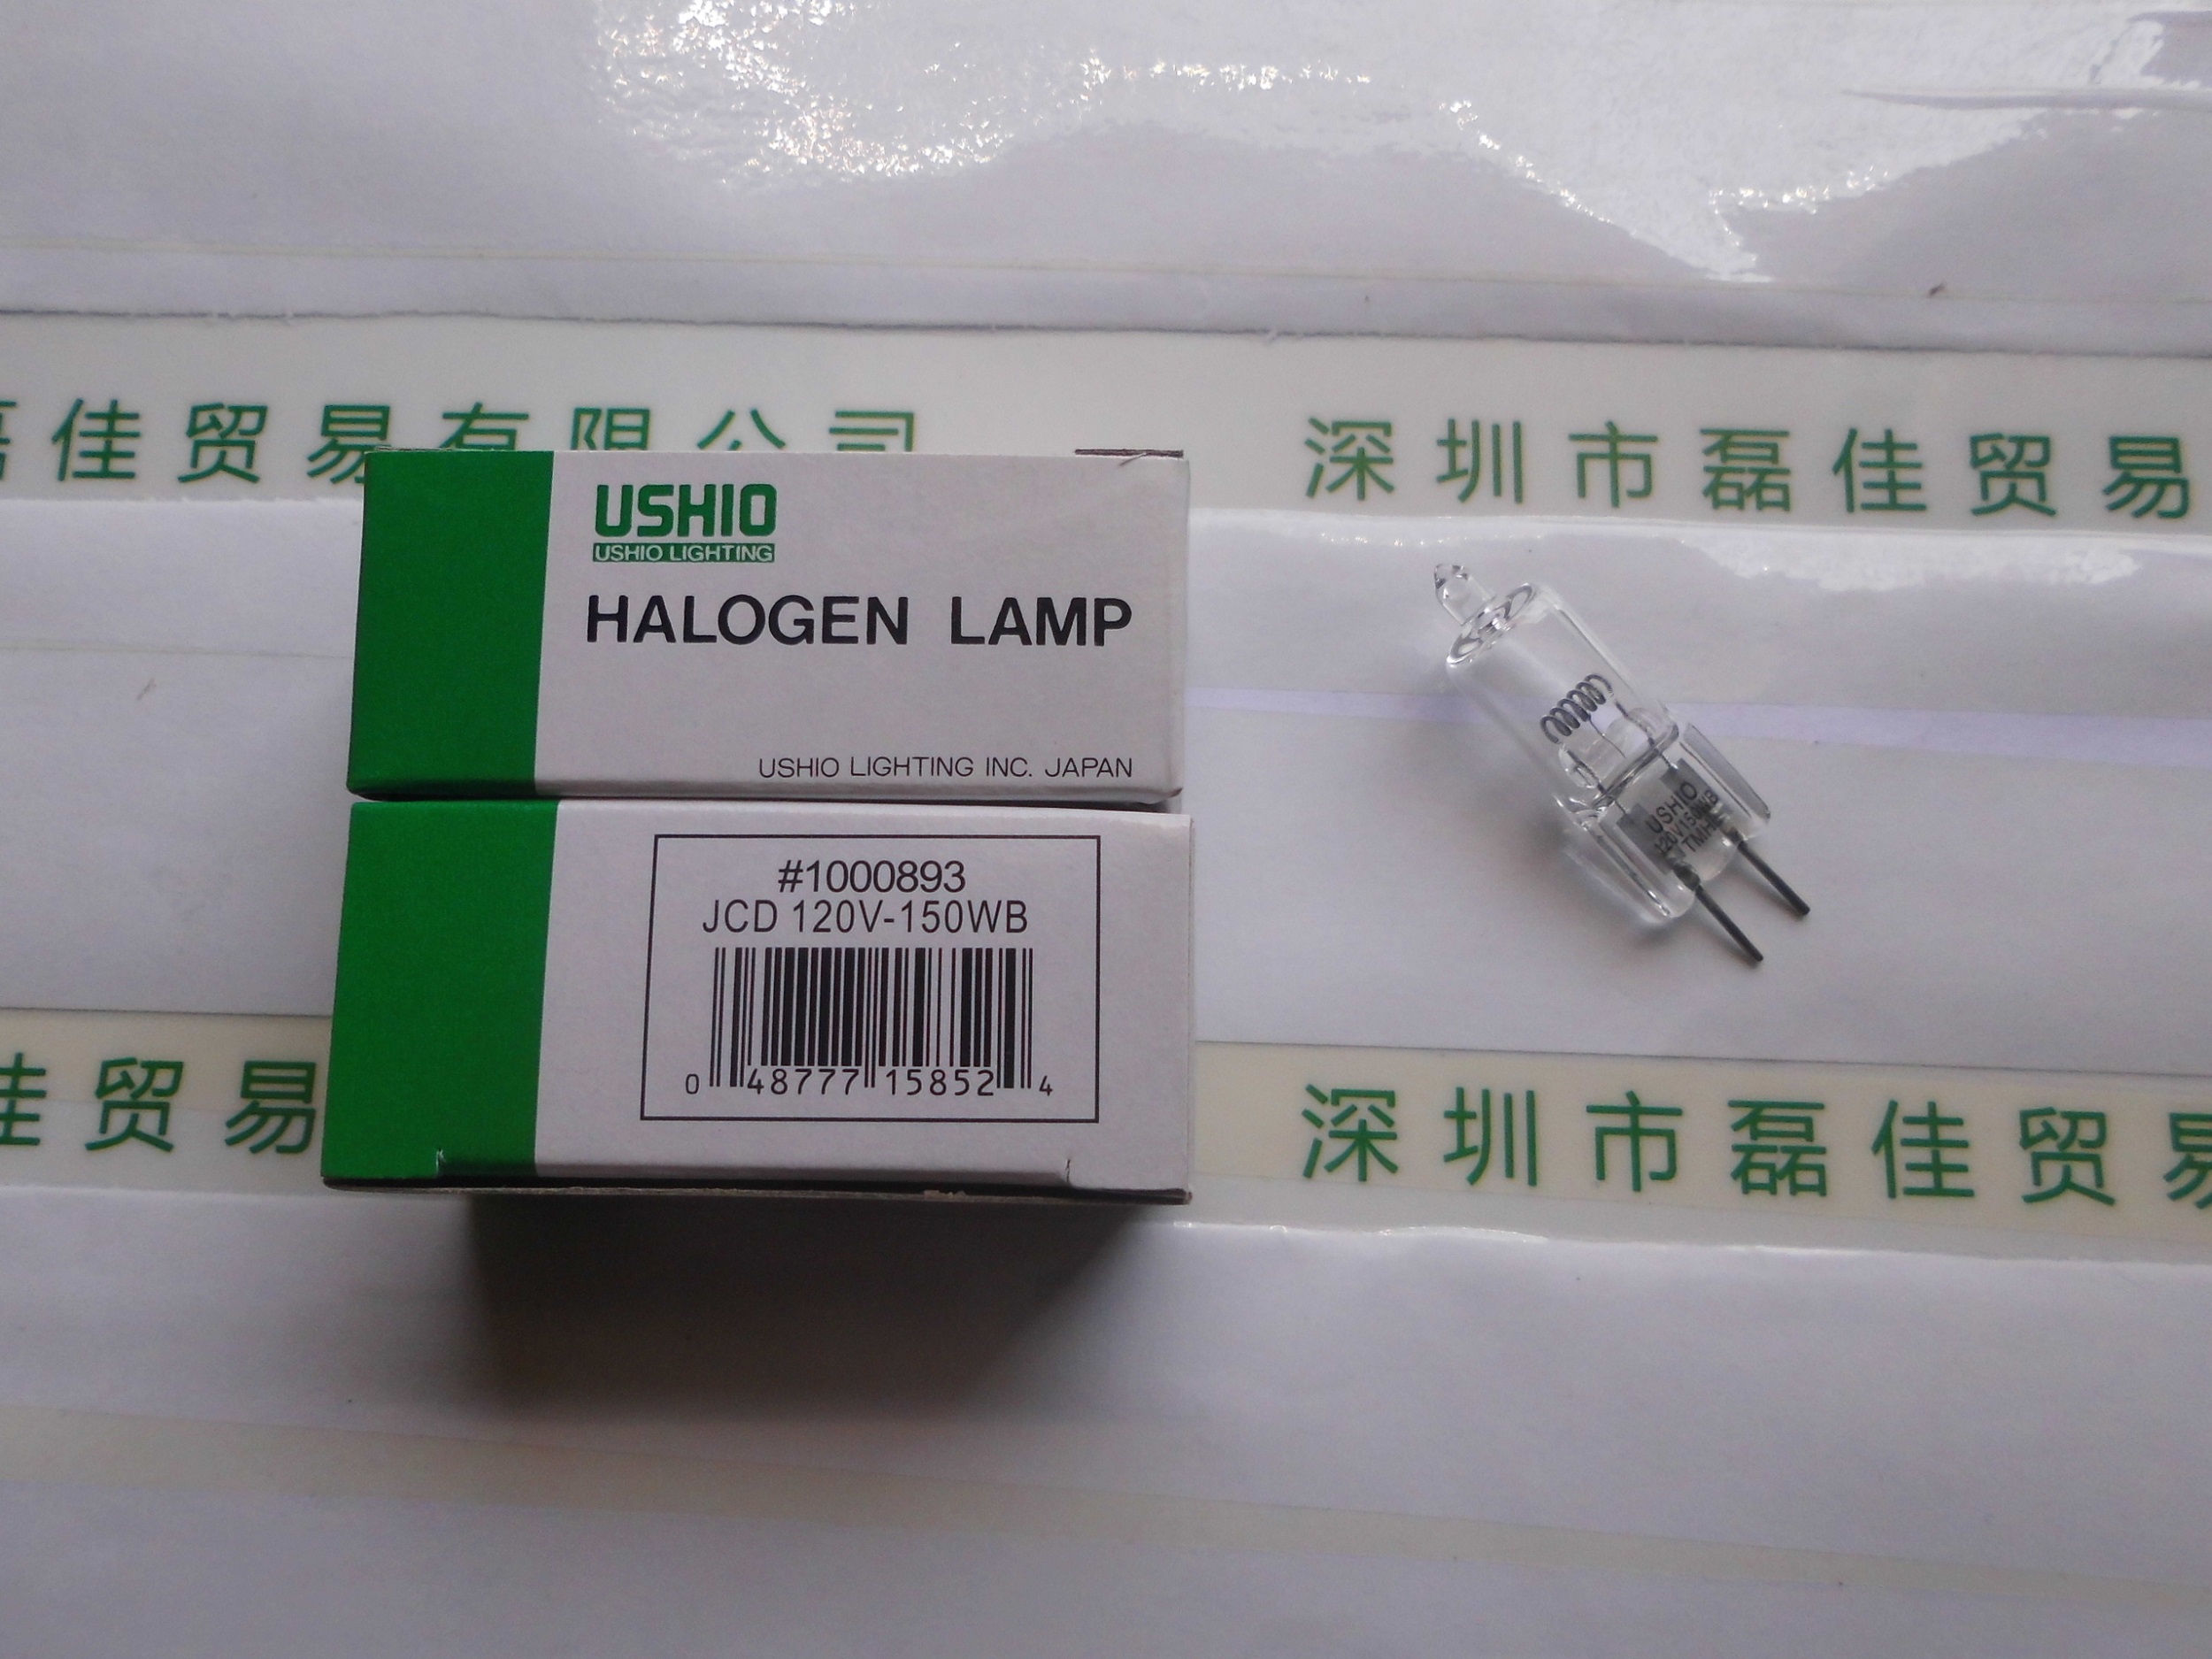 佳贸易有限公司
深圳市磊佳贸易
USHIO
USHIO LIGHTING
HALOGEN LAMP
USHIO LIGHTING INC. JAPAN
#1000893
JCD 120V-150WB
0 48777 15852 4
USHIO
120V150WB
佳贸易
深圳市磊佳贸易